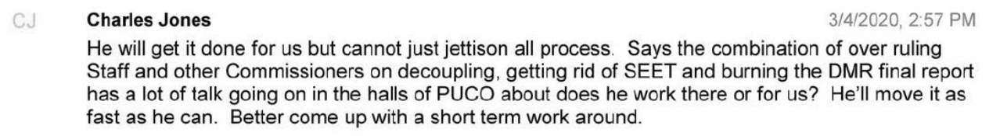 CJ
Charles Jones
3/4/2020, 2:57 PM
He will get it done for us but cannot just jettison all process.  Says the combination of over ruling
Staff and other Commissioners on decoupling, getting rid of SEET and burning the DMR final report
has a lot of talk going on in the halls of PUCO about does he work there or for us?  He'll move it as
fast as he can.  Better come up with a short term work around.